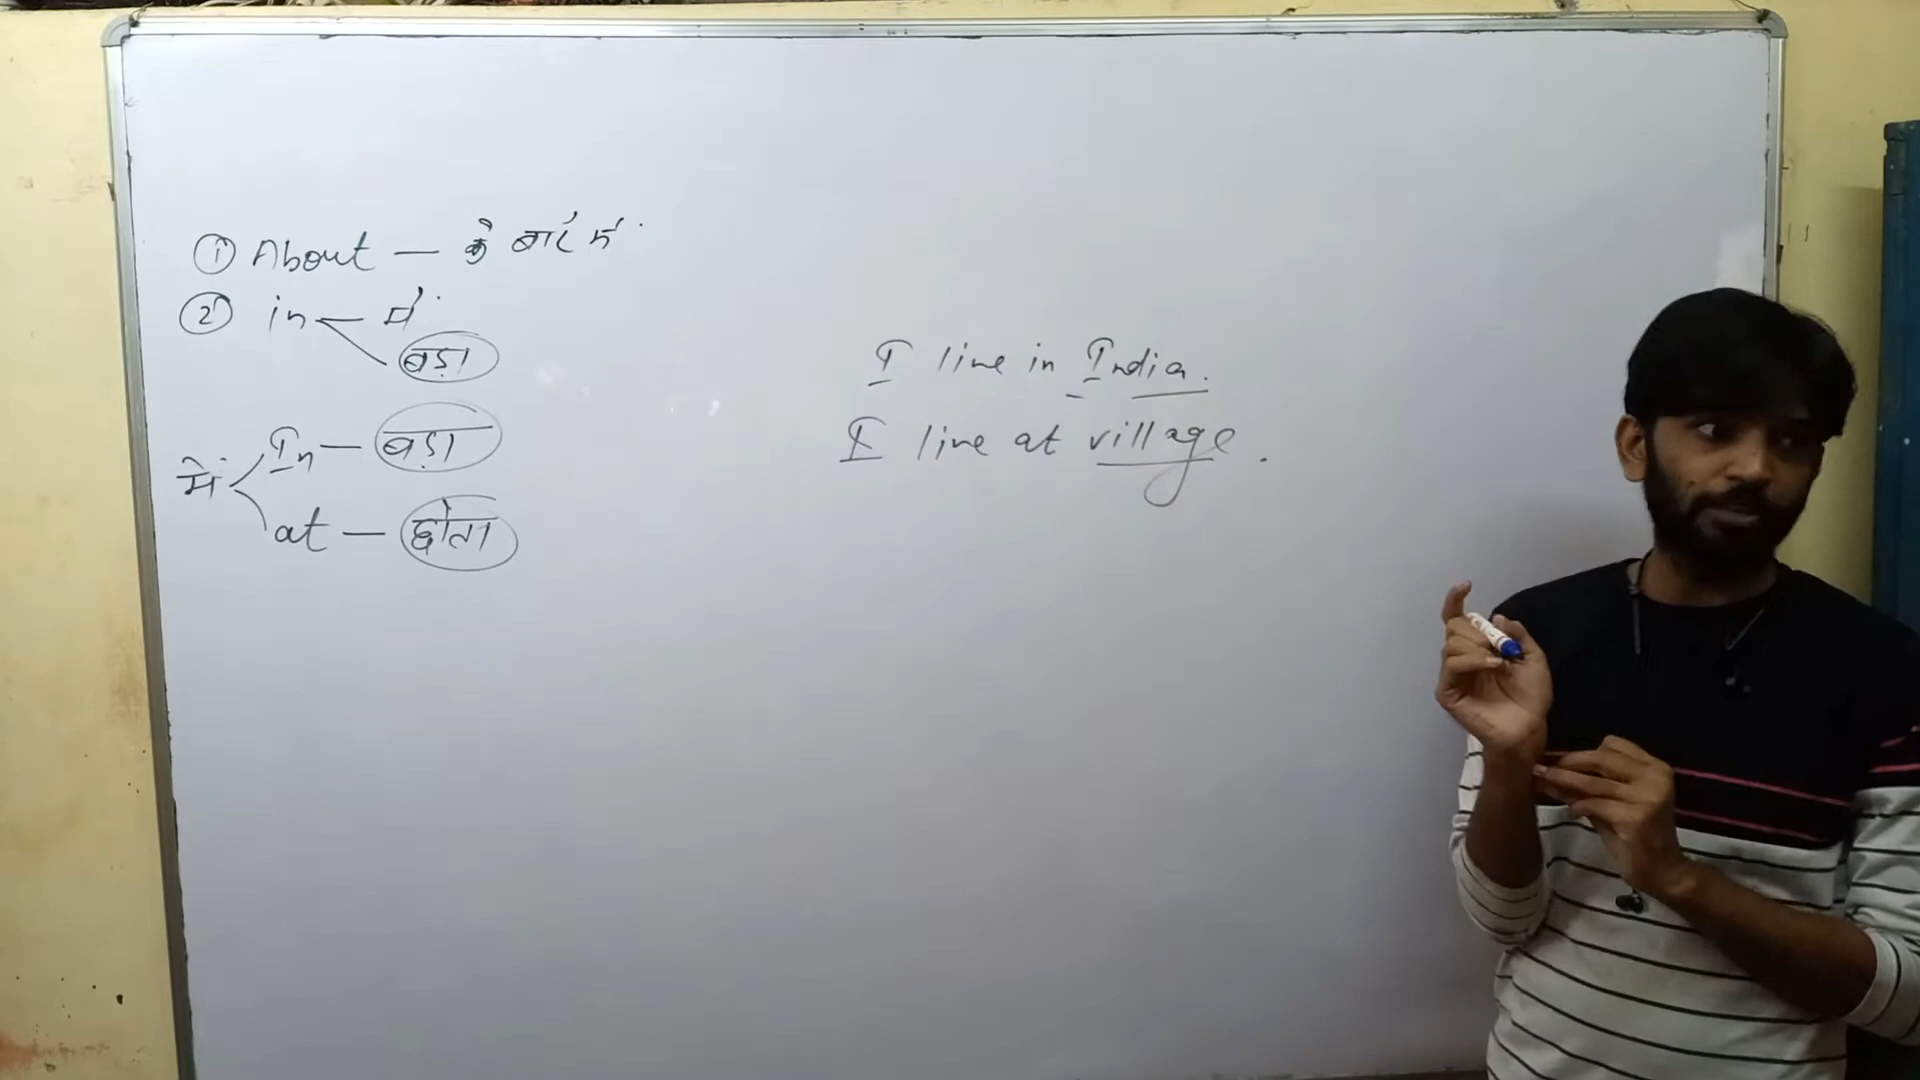 ① About — के बारे में
② in — में
बड़ा
में In — बड़ा
at — छोटा
I live in India.
I live at village.